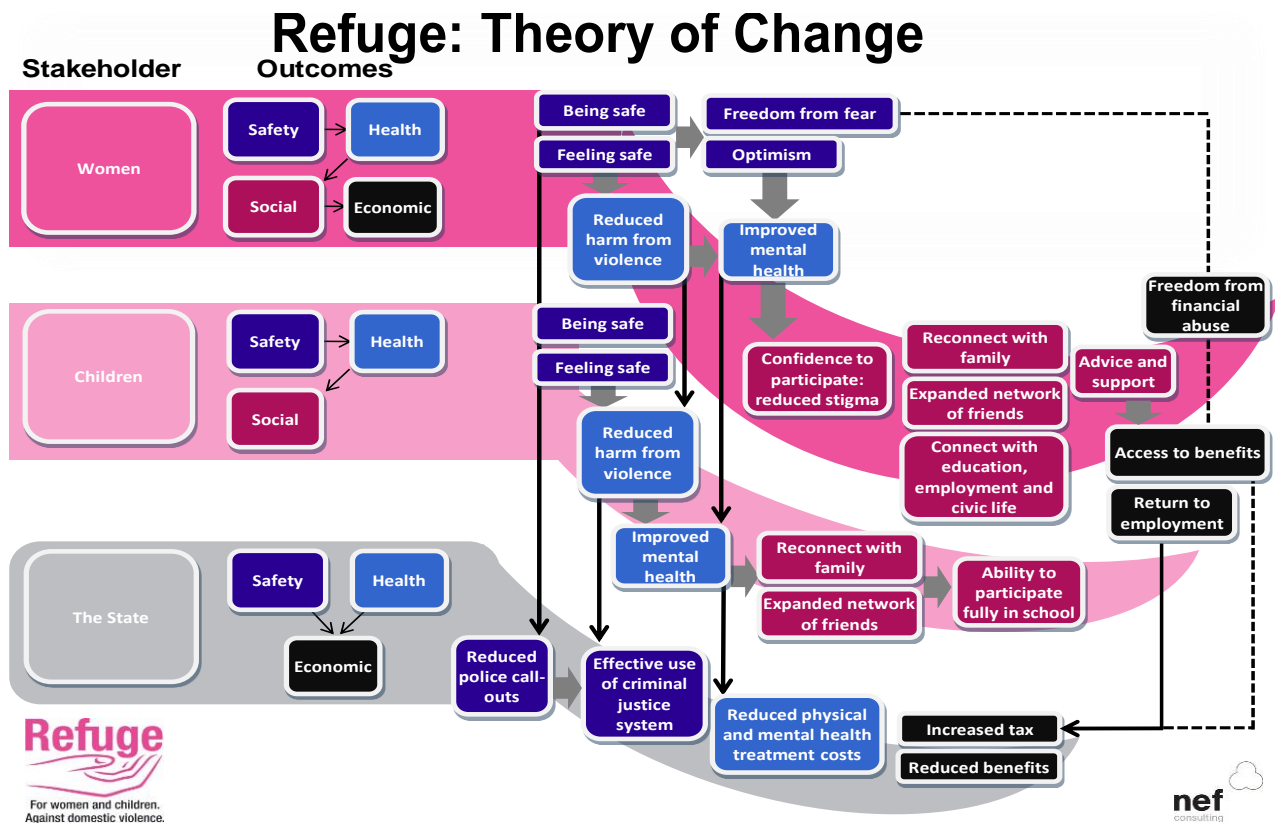 Refuge: Theory of Change
Stakeholder
Outcomes
Women
Safety
Health
Social
Economic
Being safe
Feeling safe
Freedom from fear
Optimism
Reduced
harm from
violence
Improved
mental
health
Confidence to
participate:
reduced stigma
Reconnect with
family
Expanded network
of friends
Connect with
education,
employment and
civic life
Advice and
support
Freedom from
financial
abuse
Access to benefits
Return to
employment
Children
Safety
Health
Social
Being safe
Feeling safe
Reduced
harm from
violence
Improved
mental
health
Reconnect with
family
Expanded network
of friends
Ability to
participate
fully in school
The State
Safety
Health
Economic
Reduced
police call-
outs
Effective use
of criminal
justice
system
Reduced physical
and mental health
treatment costs
Increased tax
Reduced benefits
Refuge
For women and children.
Against domestic violence.
nef
consulting